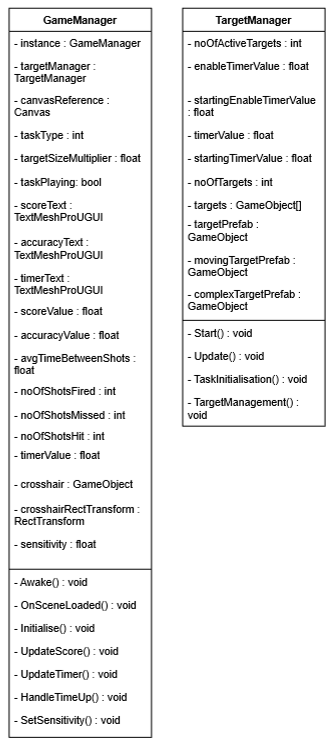 GameManager
- instance : GameManager
- targetManager :
TargetManager
- canvasReference :
Canvas
- taskType : int
- targetSizeMultiplier : float
- taskPlaying: bool
- scoreText :
TextMeshProUGUI
- accuracyText :
TextMeshProUGUI
- timerText :
TextMeshProUGUI
- scoreValue : float
- accuracyValue : float
- avgTimeBetweenShots :
float
- noOfShotsFired : int
- noOfShotsMissed : int
- noOfShotsHit : int
- timerValue : float
- crosshair : GameObject
- crosshairRectTransform :
RectTransform
- sensitivity : float
- Awake() : void
- OnSceneLoaded() : void
- Initialise() : void
- UpdateScore() : void
- UpdateTimer() : void
- HandleTimeUp() : void
- SetSensitivity() : void
TargetManager
- noOfActiveTargets : int
- enableTimerValue : float
- startingEnableTimerValue
: float
- timerValue : float
- startingTimerValue : float
- noOfTargets : int
- targets : GameObject[]
- targetPrefab :
GameObject
- movingTargetPrefab :
GameObject
- complexTargetPrefab :
GameObject
- Start() : void
- Update() : void
- TaskInitialisation() : void
- TargetManagement() :
void